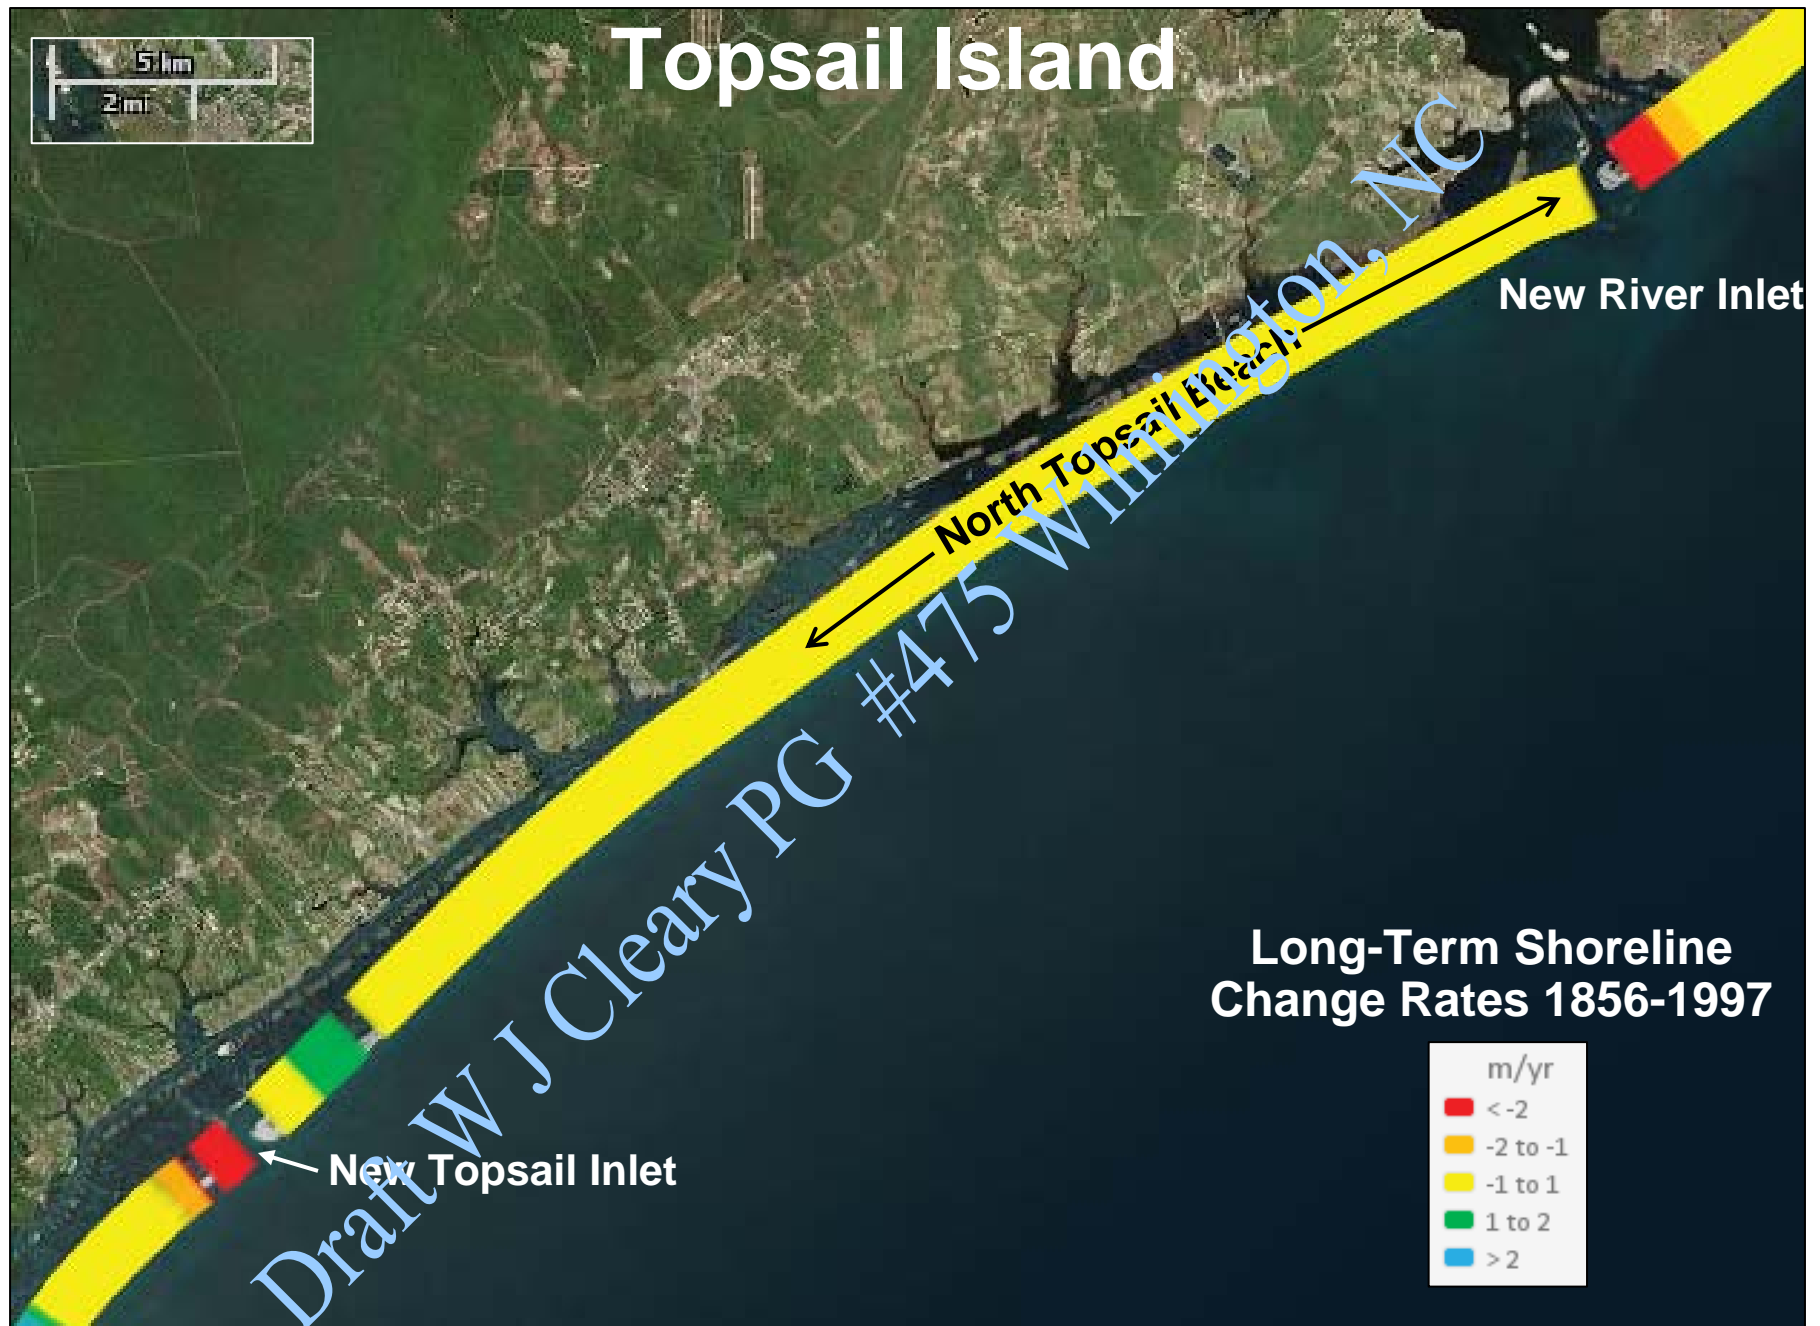 Topsail Island
5 km
2 mi
New River Inlet
North Topsail Beach
Draft W J Cleary PG #475 Wilmington, NC
New Topsail Inlet
Long-Term Shoreline
Change Rates 1856-1997
m/yr
< -2
-2 to -1
-1 to 1
1 to 2
> 2